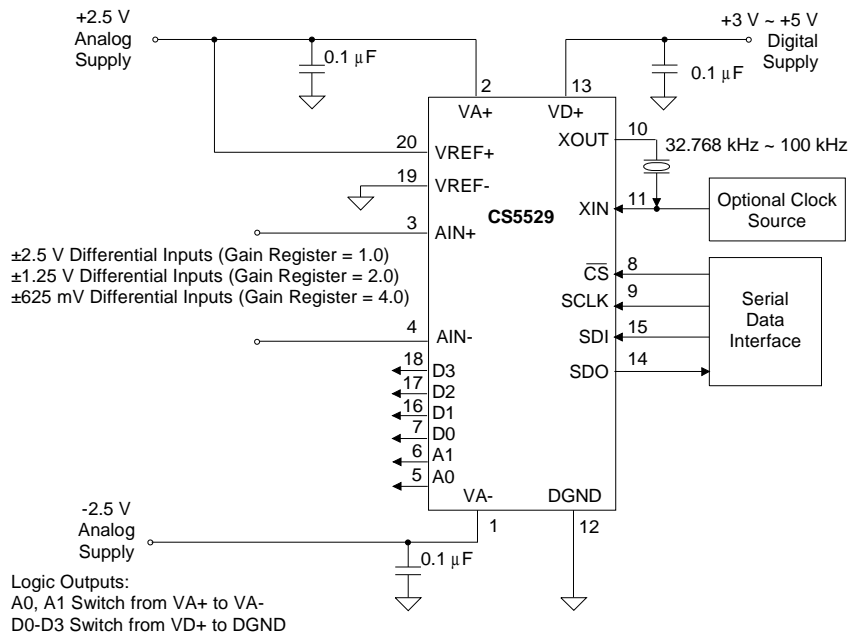 +2.5 V
Analog
Supply
0.1 µF
+3 V ~ +5 V
Digital
Supply
0.1 µF
2
13
VA+
VD+
10
XOUT
32.768 kHz ~ 100 kHz
20
VREF+
19
VREF-
CS5529
11
XIN
Optional Clock
Source
3
AIN+
±2.5 V Differential Inputs (Gain Register = 1.0)
±1.25 V Differential Inputs (Gain Register = 2.0)
±625 mV Differential Inputs (Gain Register = 4.0)
CS
8
SCLK
9
SDI
15
SDO
14
Serial
Data
Interface
4
AIN-
18
D3
17
D2
16
D1
7
D0
6
A1
5
A0
VA-
DGND
1
12
-2.5 V
Analog
Supply
0.1 µF
Logic Outputs:
A0, A1 Switch from VA+ to VA-
D0-D3 Switch from VD+ to DGND